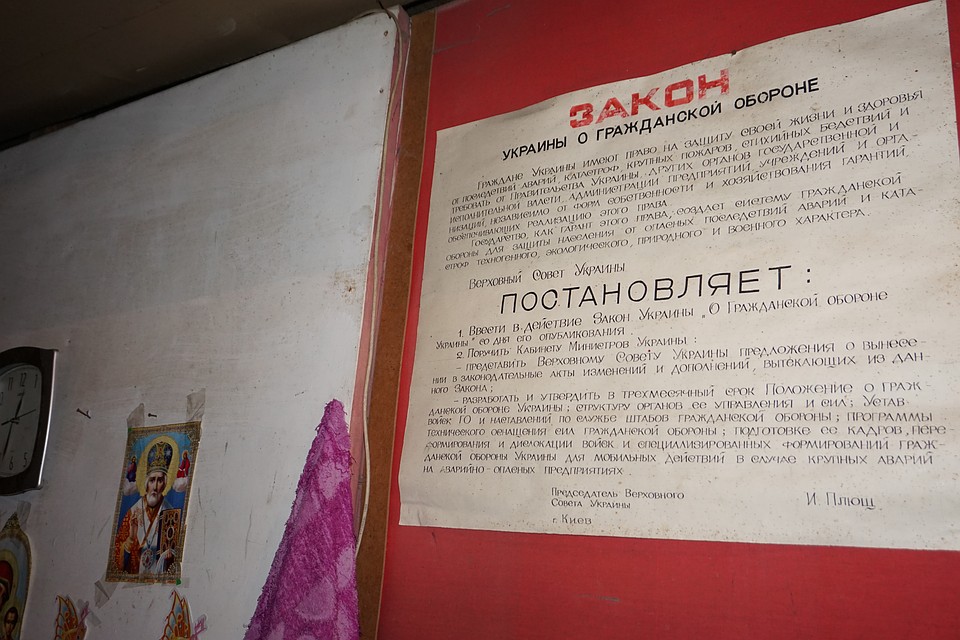 ЗАКОН
УКРАИНЫ О ГРАЖДАНСКОЙ ОБОРОНЕ
Граждане Украины имеют право на защиту своей жизни и здоровья
от последствий аварий, катастроф, крупных пожаров, стихийных бедствий и
требовать от Правительства Украины, других органов государственной и
исполнительной власти, администрации предприятий, учреждений и орга-
низаций, независимо от форм собственности и хозяйствования гарантий,
обеспечивающих реализацию этого права.
Государство, как гарант этого права, создает систему гражданской
обороны для защиты населения от опасных последствий аварий и ката-
строф техногенного, экологического, природного и военного характера.
Верховный Совет Украины
ПОСТАНОВЛЯЕТ:
1. Ввести в действие Закон Украины „О Гражданской обороне
Украины" со дня его опубликования.
2. Поручить Кабинету Министров Украины:
– представить Верховному Совету Украины предложения о вынесе-
нии в законодательные акты изменений и дополнений, вытекающих из дан-
ного Закона;
– разработать и утвердить в трехмесячный срок Положение о граж-
данской обороне Украины; структуру органов ее управления и сил; Устав
войск ГО и наставлений по службе штабов гражданской обороны; программы
технического оснащения сил гражданской обороны; подготовке ее кадров, пере-
формирования и дислокации войск и специализированных формирований граж-
данской обороны Украины для мобильных действий в случае крупных аварий
на аварийно-опасных предприятиях.
Председатель Верховного
Совета Украины И. Плющ
г. Киев